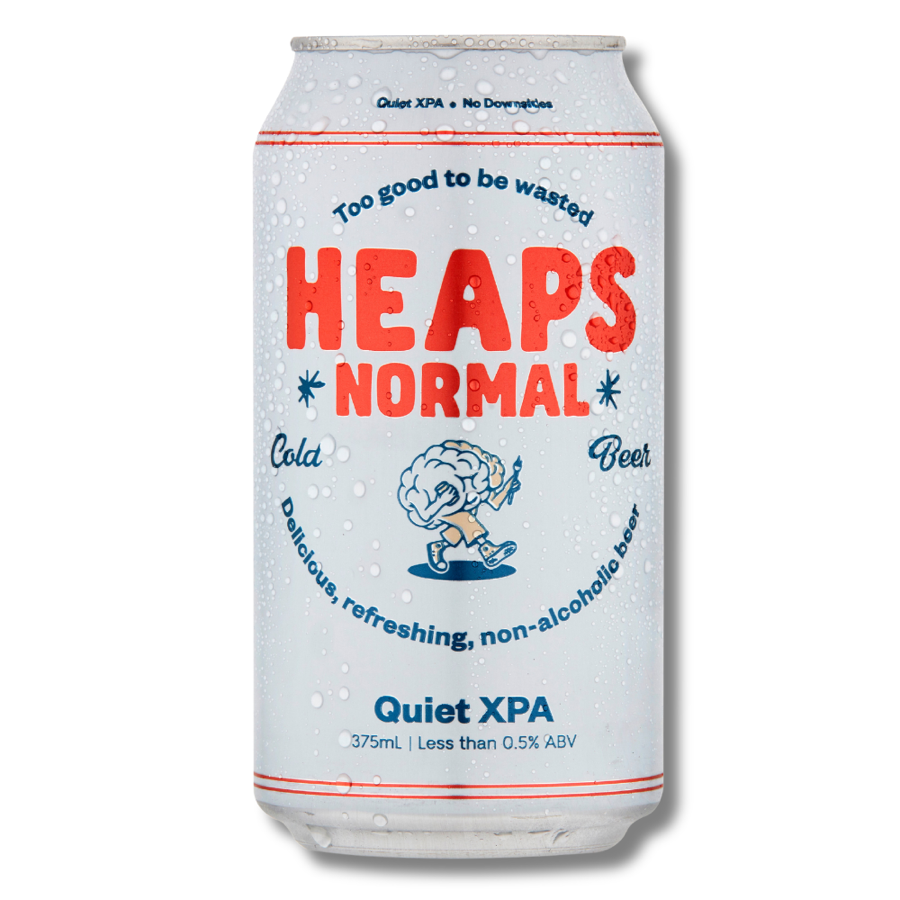 Quiet XPA • No Downsides
Too good to be wasted
HEAPS
* NORMAL *
Cold Beer
Delicious, refreshing, non-alcoholic beer
Quiet XPA
375mL | Less than 0.5% ABV